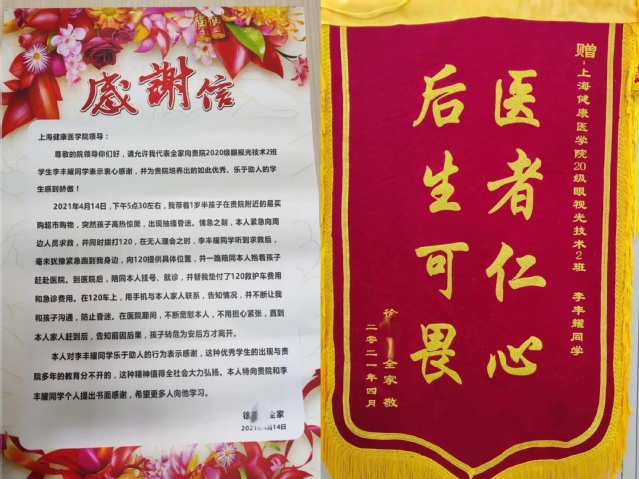 感謝信
上海健康医学院领导：
尊敬的院领导你们好，请允许我代表全家向贵院2020级眼视光技术2班
学生李丰耀同学表示衷心感谢，并为贵院培养出的如此优秀、乐于助人的学
生感到骄傲！
2021年4月14日，下午5点30左右，我带着1岁半孩子在贵院附近的易买
购超市购物，突然孩子高热惊厥，出现抽搐昏迷。情急之刻，本人紧急向周
边人员求救，并同时拨打120，在无人理会之时，李丰耀同学听到求救后，
毫未犹豫紧急跑到我身边，向120提供具体位置，并一路陪同本人抱着孩子
赶赴医院。到医院后，陪同本人挂号、就诊，并替我垫付了120救护车费用
和急诊费用。在120车上，用手机与本人家人联系，告知情况，并不断让我
和孩子沟通，防止昏迷。在医院期间，不断宽慰本人，不用担心紧张，直到
本人家人赶到后，告知前因后果，孩子转危为安后方才离开。
本人对李丰耀同学乐于助人的行为表示感谢，这种优秀学生的出现与贵
院多年的教育分不开的，这种精神值得全社会大力弘扬。本人特向贵院和李
丰耀同学个人提出书面感谢，希望更多人向他学习。
徐 全家
2021年4月14日
赠：上海健康医学院20级眼视光技术2班 李丰耀同学
医者仁心
后生可畏
徐 全家敬
二零二一年四月